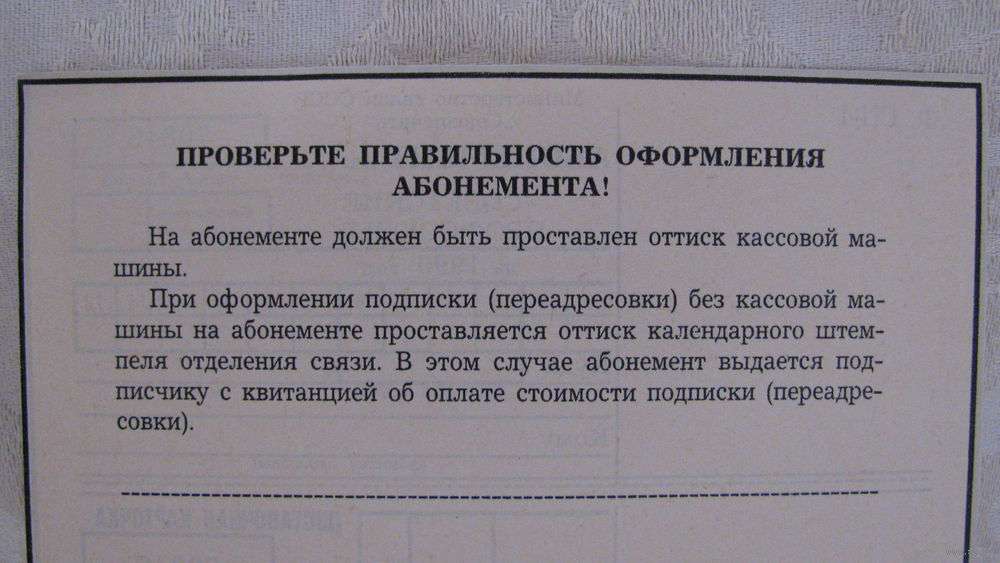 ПРОВЕРЬТЕ ПРАВИЛЬНОСТЬ ОФОРМЛЕНИЯ
АБОНЕМЕНТА!
На абонементе должен быть проставлен оттиск кассовой ма-
шины.
При оформлении подписки (переадресовки) без кассовой ма-
шины на абонементе проставляется оттиск календарного штем-
пеля отделения связи. В этом случае абонемент выдается под-
писчику с квитанцией об оплате стоимости подписки (переадре-
совки).